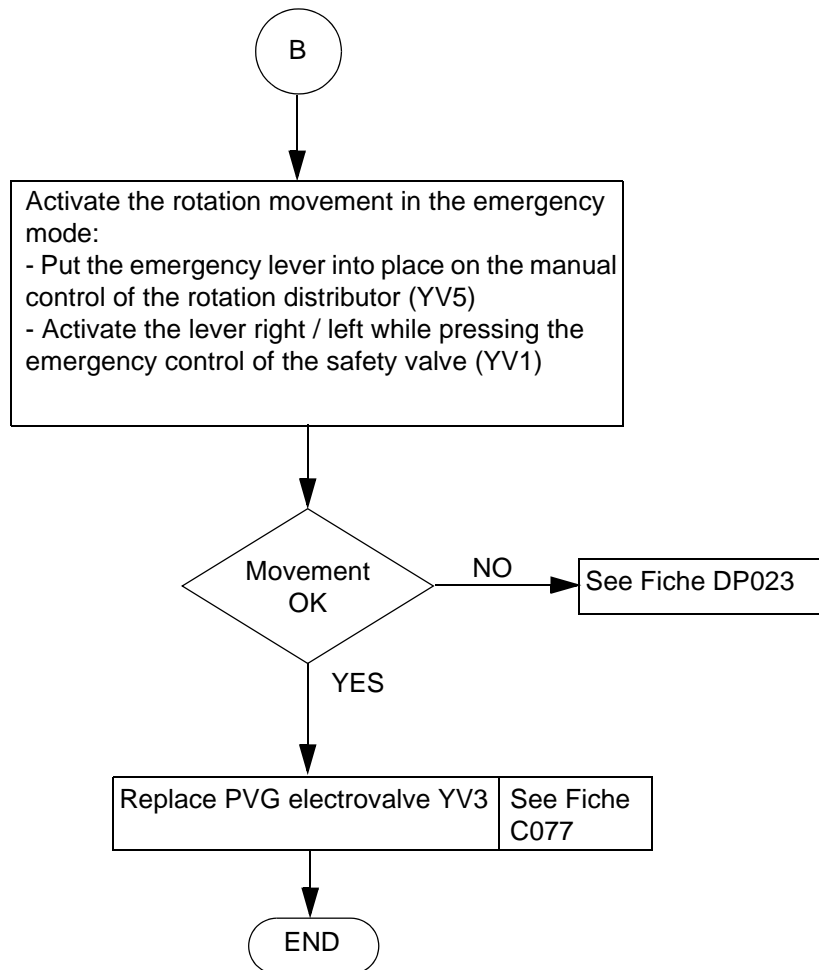 B
Activate the rotation movement in the emergency
mode:
- Put the emergency lever into place on the manual
control of the rotation distributor (YV5)
- Activate the lever right / left while pressing the
emergency control of the safety valve (YV1)
Movement
OK
NO
See Fiche DP023
YES
Replace PVG electrovalve YV3
See Fiche
C077
END